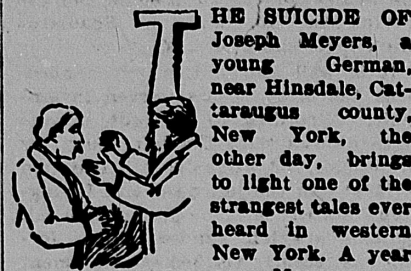 THE SUICIDE OF
Joseph Meyers, a
young German,
near Hinsdale, Cat-
taraugus county,
New York, the
other day, brings
to light one of the
strangest tales ever
heard in western
New York. A year